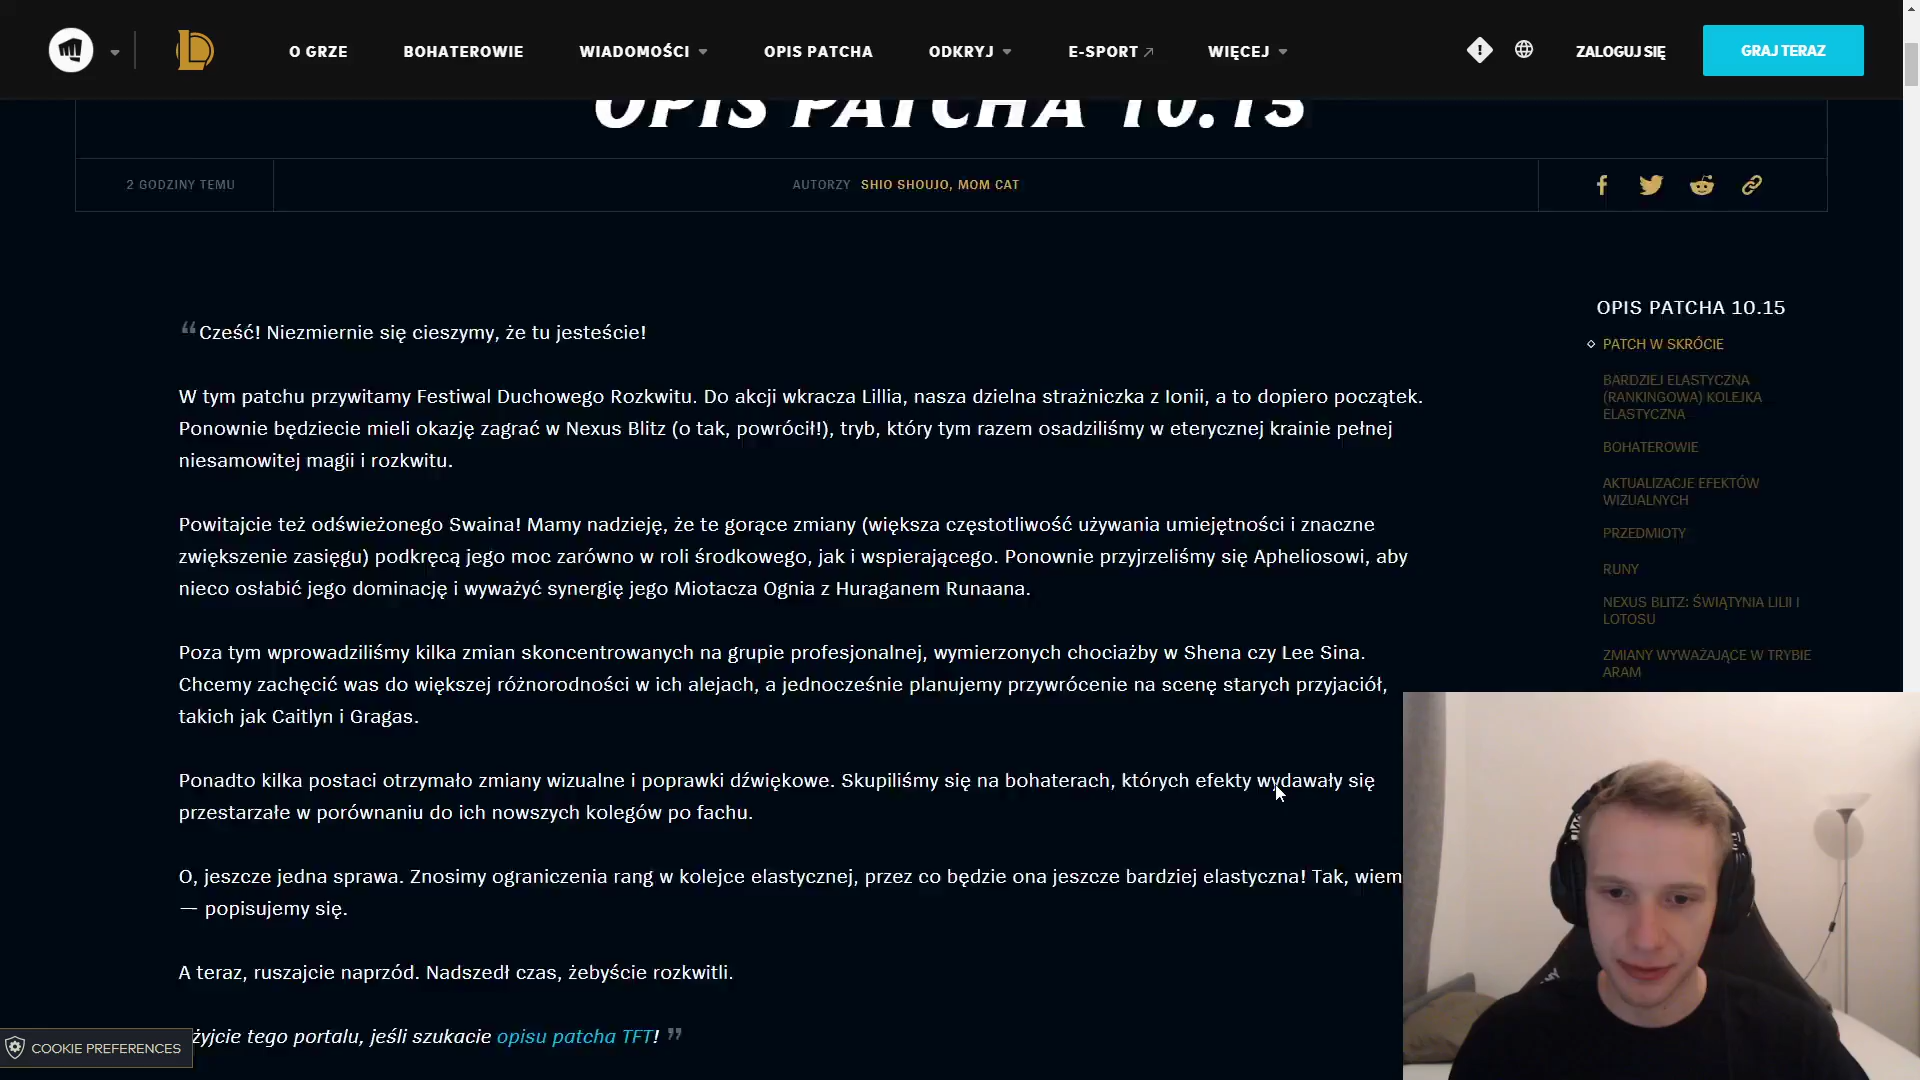 O GRZE
BOHATEROWIE
WIADOMOŚCI
OPIS PATCHA
ODKRYJ
E-SPORT
WIĘCEJ
ZALOGUJ SIĘ
GRAJ TERAZ
OPIS PATCHA 10.15
2 GODZINY TEMU
AUTORZY SHIO SHOUJO, MOM CAT
“Cześć! Niezmiernie się cieszymy, że tu jesteście!
W tym patchu przywitamy Festiwal Duchowego Rozkwitu. Do akcji wkracza Lillia, nasza dzielna strażniczka z Ionii, a to dopiero początek.
Ponownie będziecie mieli okazję zagrać w Nexus Blitz (o tak, powrócił!), tryb, który tym razem osadziliśmy w eterycznej krainie pełnej
niesamowitej magii i rozkwitu.
Powitajcie też odświeżonego Swaina! Mamy nadzieję, że te gorące zmiany (większa częstotliwość używania umiejętności i znaczne
zwiększenie zasięgu) podkręcą jego moc zarówno w roli środkowego, jak i wspierającego. Ponownie przyjrzeliśmy się Apheliosowi, aby
nieco osłabić jego dominację i wyważyć synergię jego Miotacza Ognia z Huraganem Runaana.
Poza tym wprowadziliśmy kilka zmian skoncentrowanych na grupie profesjonalnej, wymierzonych chociażby w Shena czy Lee Sina.
Chcemy zachęcić was do większej różnorodności w ich alejach, a jednocześnie planujemy przywrócenie na scenę starych przyjaciół,
takich jak Caitlyn i Gragas.
Ponadto kilka postaci otrzymało zmiany wizualne i poprawki dźwiękowe. Skupiliśmy się na bohaterach, których efekty wydawały się
przestarzałe w porównaniu do ich nowszych kolegów po fachu.
O, jeszcze jedna sprawa. Znosimy ograniczenia rang w kolejce elastycznej, przez co będzie ona jeszcze bardziej elastyczna! Tak, wiem
— popisujemy się.
A teraz, ruszajcie naprzód. Nadszedł czas, żebyście rozkwitli.
żyjcie tego portalu, jeśli szukacie opisu patcha TFT! ”
COOKIE PREFERENCES
OPIS PATCHA 10.15
PATCH W SKRÓCIE
BARDZIEJ ELASTYCZNA
(RANKINGOWA) KOLEJKA
ELASTYCZNA
BOHATEROWIE
AKTUALIZACJE EFEKTÓW
WIZUALNYCH
PRZEDMIOTY
RUNY
NEXUS BLITZ: ŚWIĄTYNIA LILII I
LOTOSU
ZMIANY WYWAŻAJĄCE W TRYBIE
ARAM